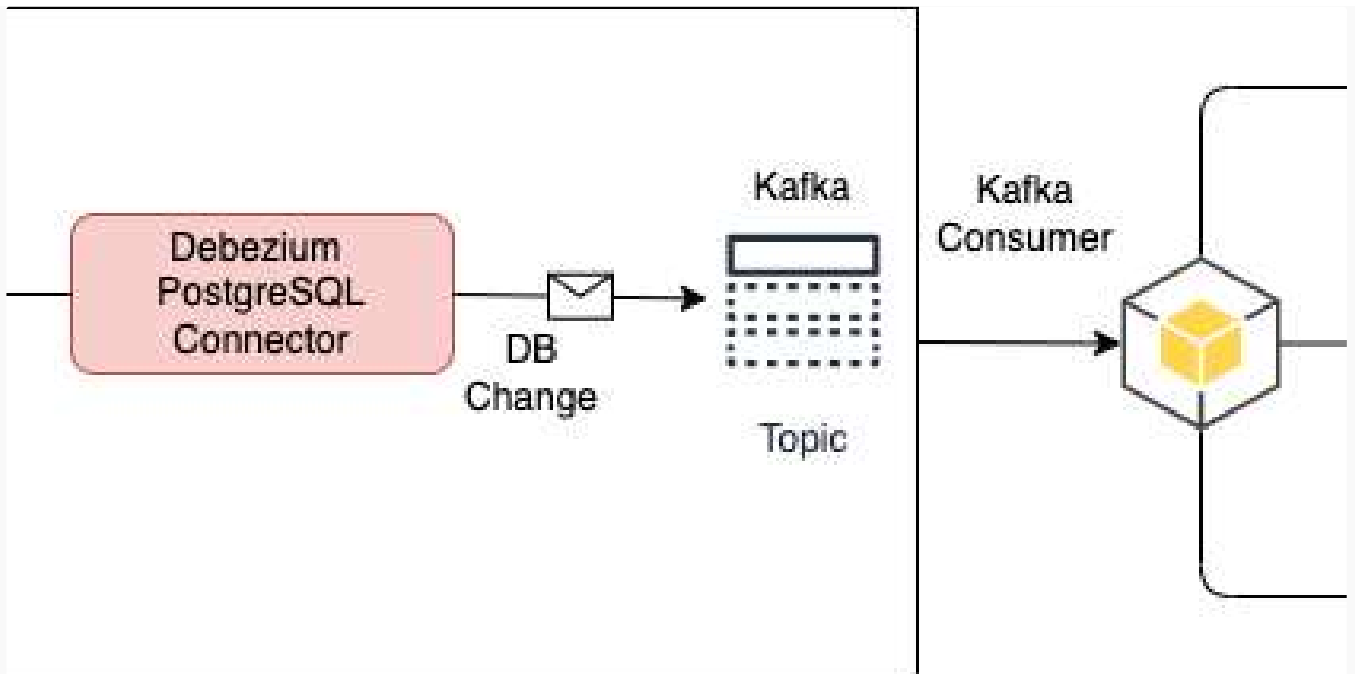 Debezium
PostgreSQL
Connector
DB
Change
Kafka
Topic
Kafka
Consumer